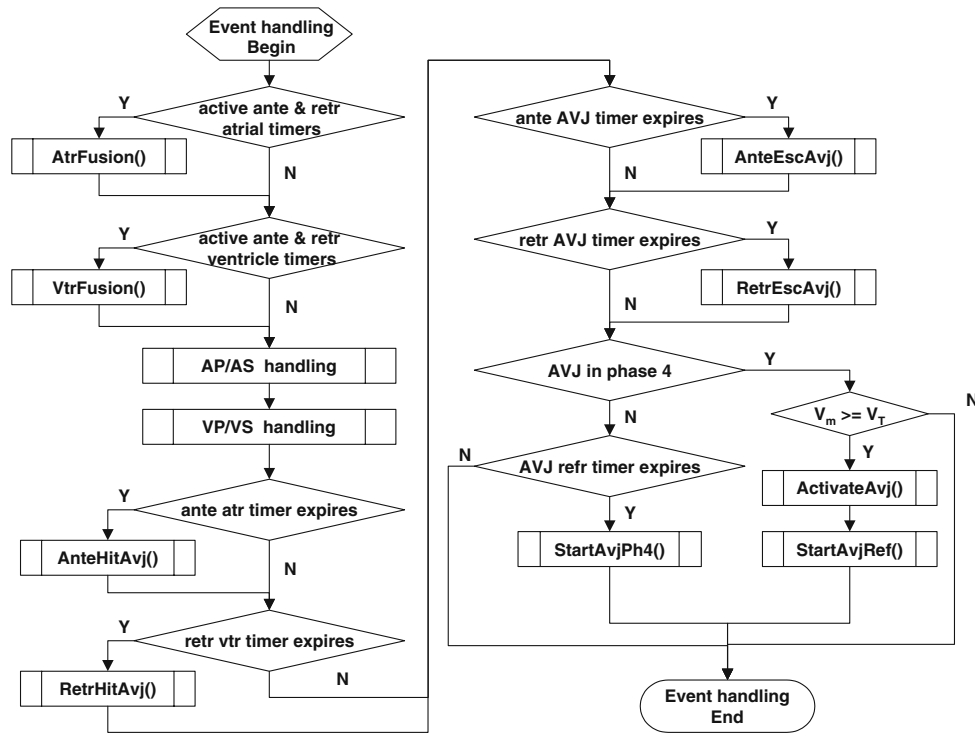 Event handling
Begin
Y
active ante & retr
atrial timers
AtrFusion()
N
Y
active ante & retr
ventricle timers
VtrFusion()
N
AP/AS handling
VP/VS handling
Y
ante atr timer expires
AnteHitAvj()
N
Y
retr vtr timer expires
RetrHitAvj()
N
ante AVJ timer expires
Y
AnteEscAvj()
N
retr AVJ timer expires
Y
RetrEscAvj()
N
AVJ in phase 4
Y
Vm >= VT
N
N
Y
N
AVJ refr timer expires
ActivateAvj()
Y
StartAvjPh4()
StartAvjRef()
Event handling
End